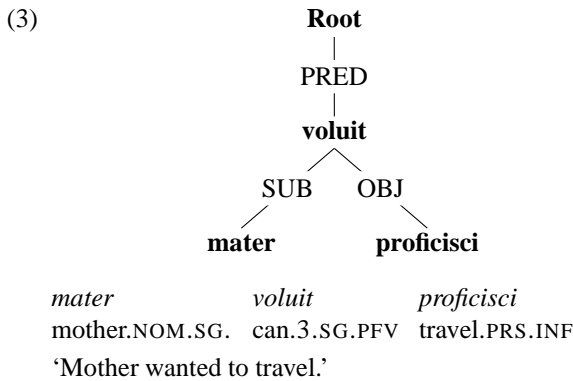 (3)
Root
PRED
voluit
SUB OBJ
mater proficisci
mater voluit proficisci
mother.NOM.SG. can.3.SG.PFV travel.PRS.INF
‘Mother wanted to travel.’